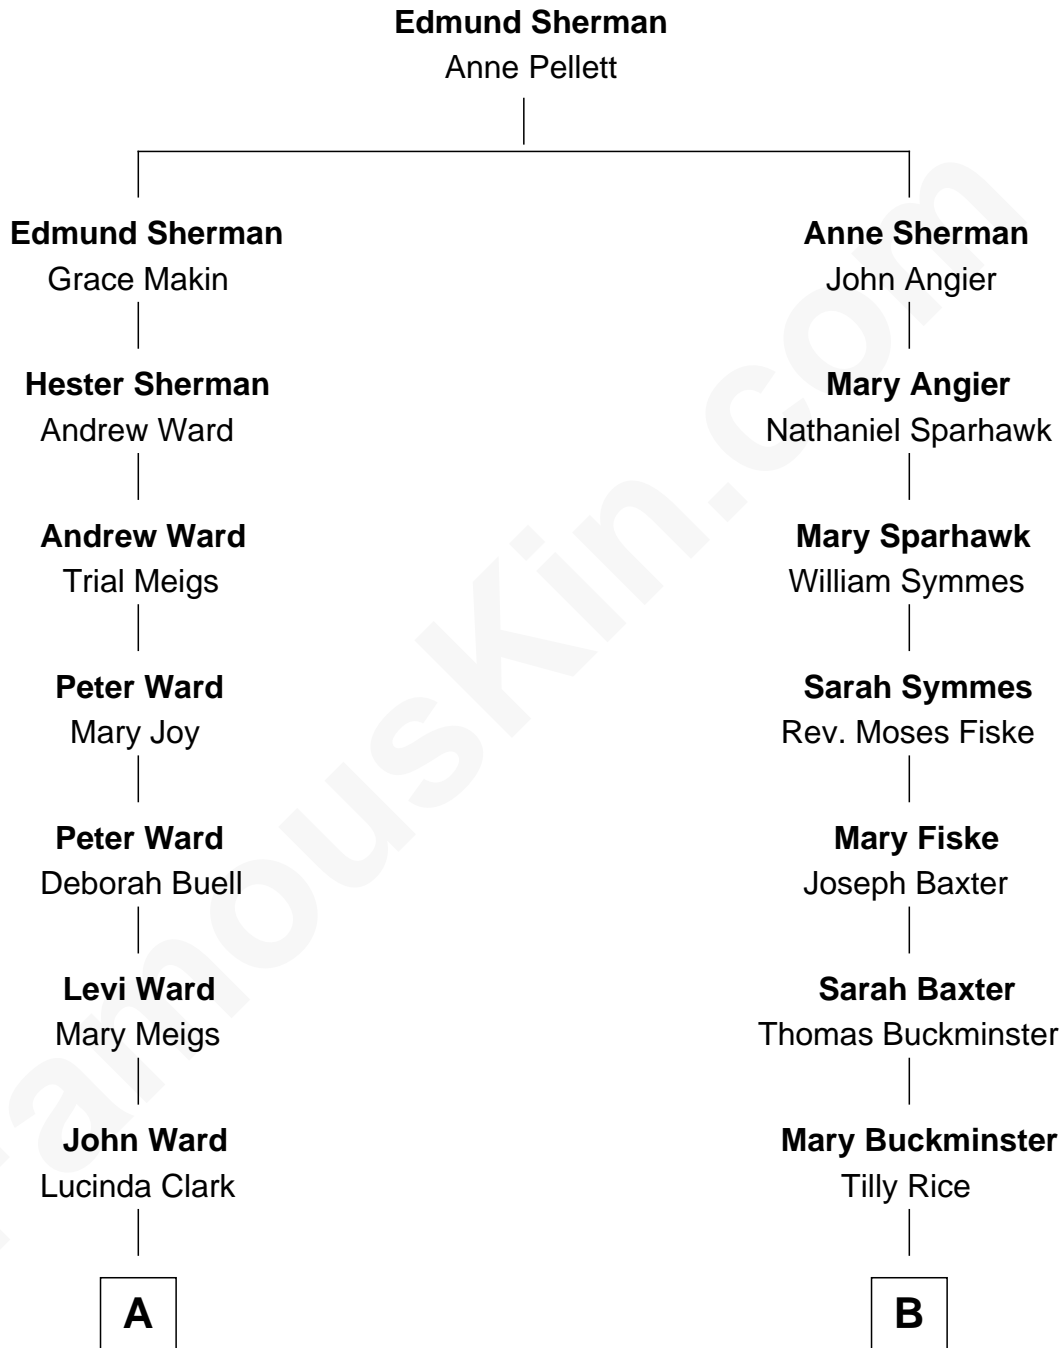 Edmund Sherman
Anne Pellett
Edmund Sherman
Grace Makin
Anne Sherman
John Angier
Hester Sherman
Andrew Ward
Mary Angier
Nathaniel Sparhawk
Andrew Ward
Trial Meigs
Mary Sparhawk
William Symmes
Peter Ward
Mary Joy
Sarah Symmes
Rev. Moses Fiske
Peter Ward
Deborah Buell
Mary Fiske
Joseph Baxter
Levi Ward
Mary Meigs
Sarah Baxter
Thomas Buckminster
John Ward
Lucinda Clark
Mary Buckminster
Tilly Rice
A
B
FamousKin.com